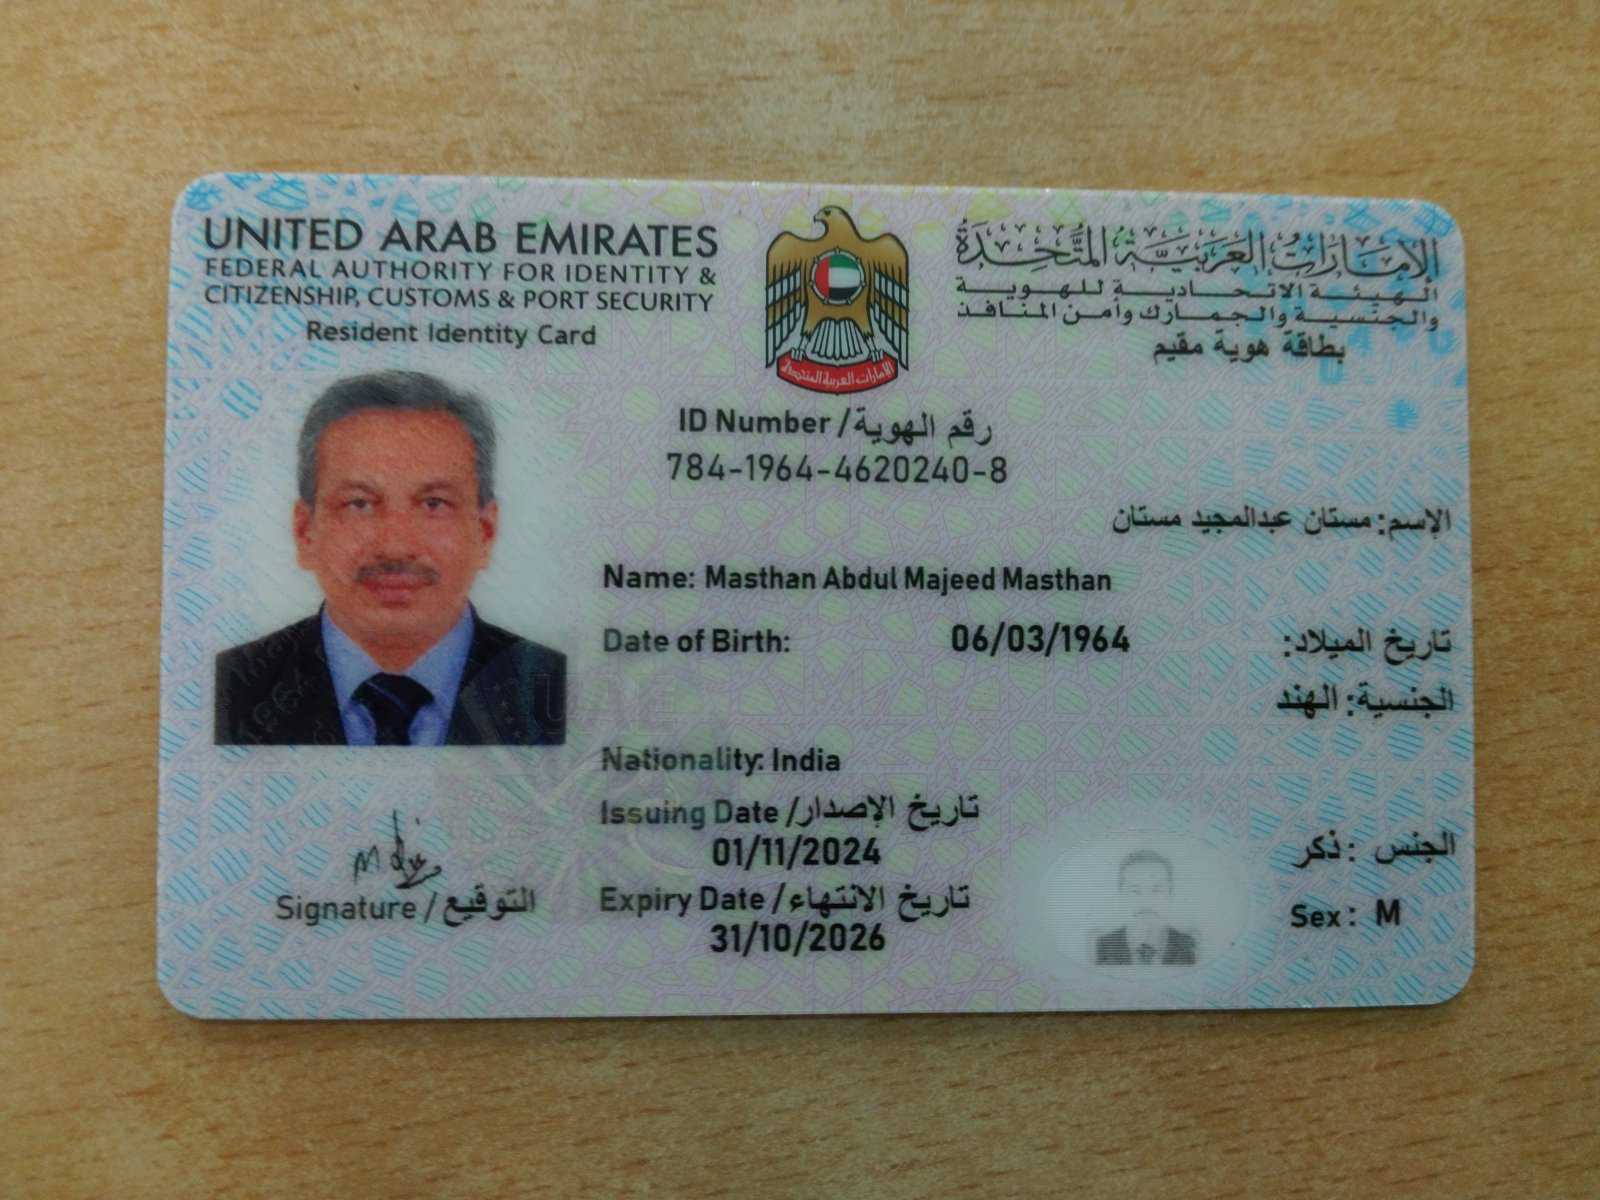 UNITED ARAB EMIRATES
FEDERAL AUTHORITY FOR IDENTITY &
CITIZENSHIP, CUSTOMS & PORT SECURITY
Resident Identity Card
الإمارات العربية المتحدة
الهيئة الاتحادية للهوية
والجنسية والجمارك وأمن المنافذ
بطاقة هوية مقيم
الإمارات العربية المتحدة
ID Number / رقم الهوية
784-1964-4620240-8
الإسم: مستان عبدالمجيد مستان
Name: Masthan Abdul Majeed Masthan
Date of Birth: 06/03/1964 تاريخ الميلاد:
الجنسية: الهند
UAE
Nationality: India
Issuing Date / تاريخ الإصدار
01/11/2024
Expiry Date / تاريخ الانتهاء
31/10/2026
الجنس: ذكر
Sex: M
Signature / التوقيع